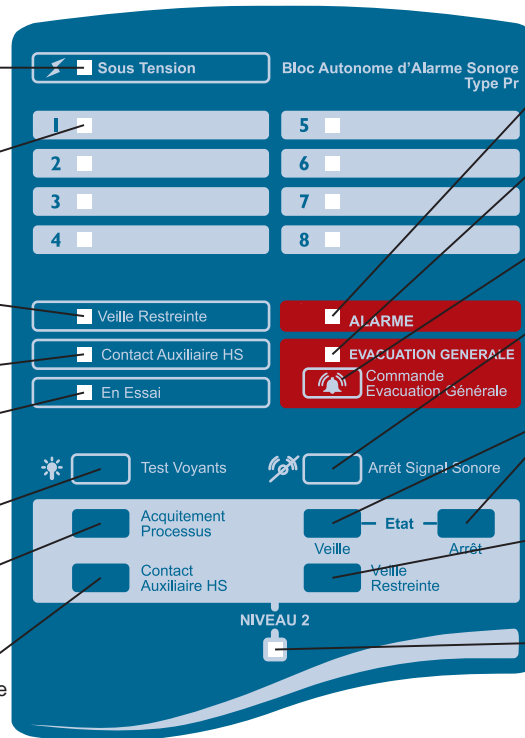 Sous Tension
Bloc Autonome d'Alarme Sonore
Type Pr
1
5
2
6
3
7
4
8
Veille Restreinte
ALARME
Contact Auxiliaire HS
EVACUATION GENERALE
Commande
Evacuation Générale
En Essai
Test Voyants
Arrêt Signal Sonore
Acquitement
Processus
Etat
Veille
Arrêt
Contact
Auxiliaire HS
Veille
Restreinte
NIVEAU 2
e